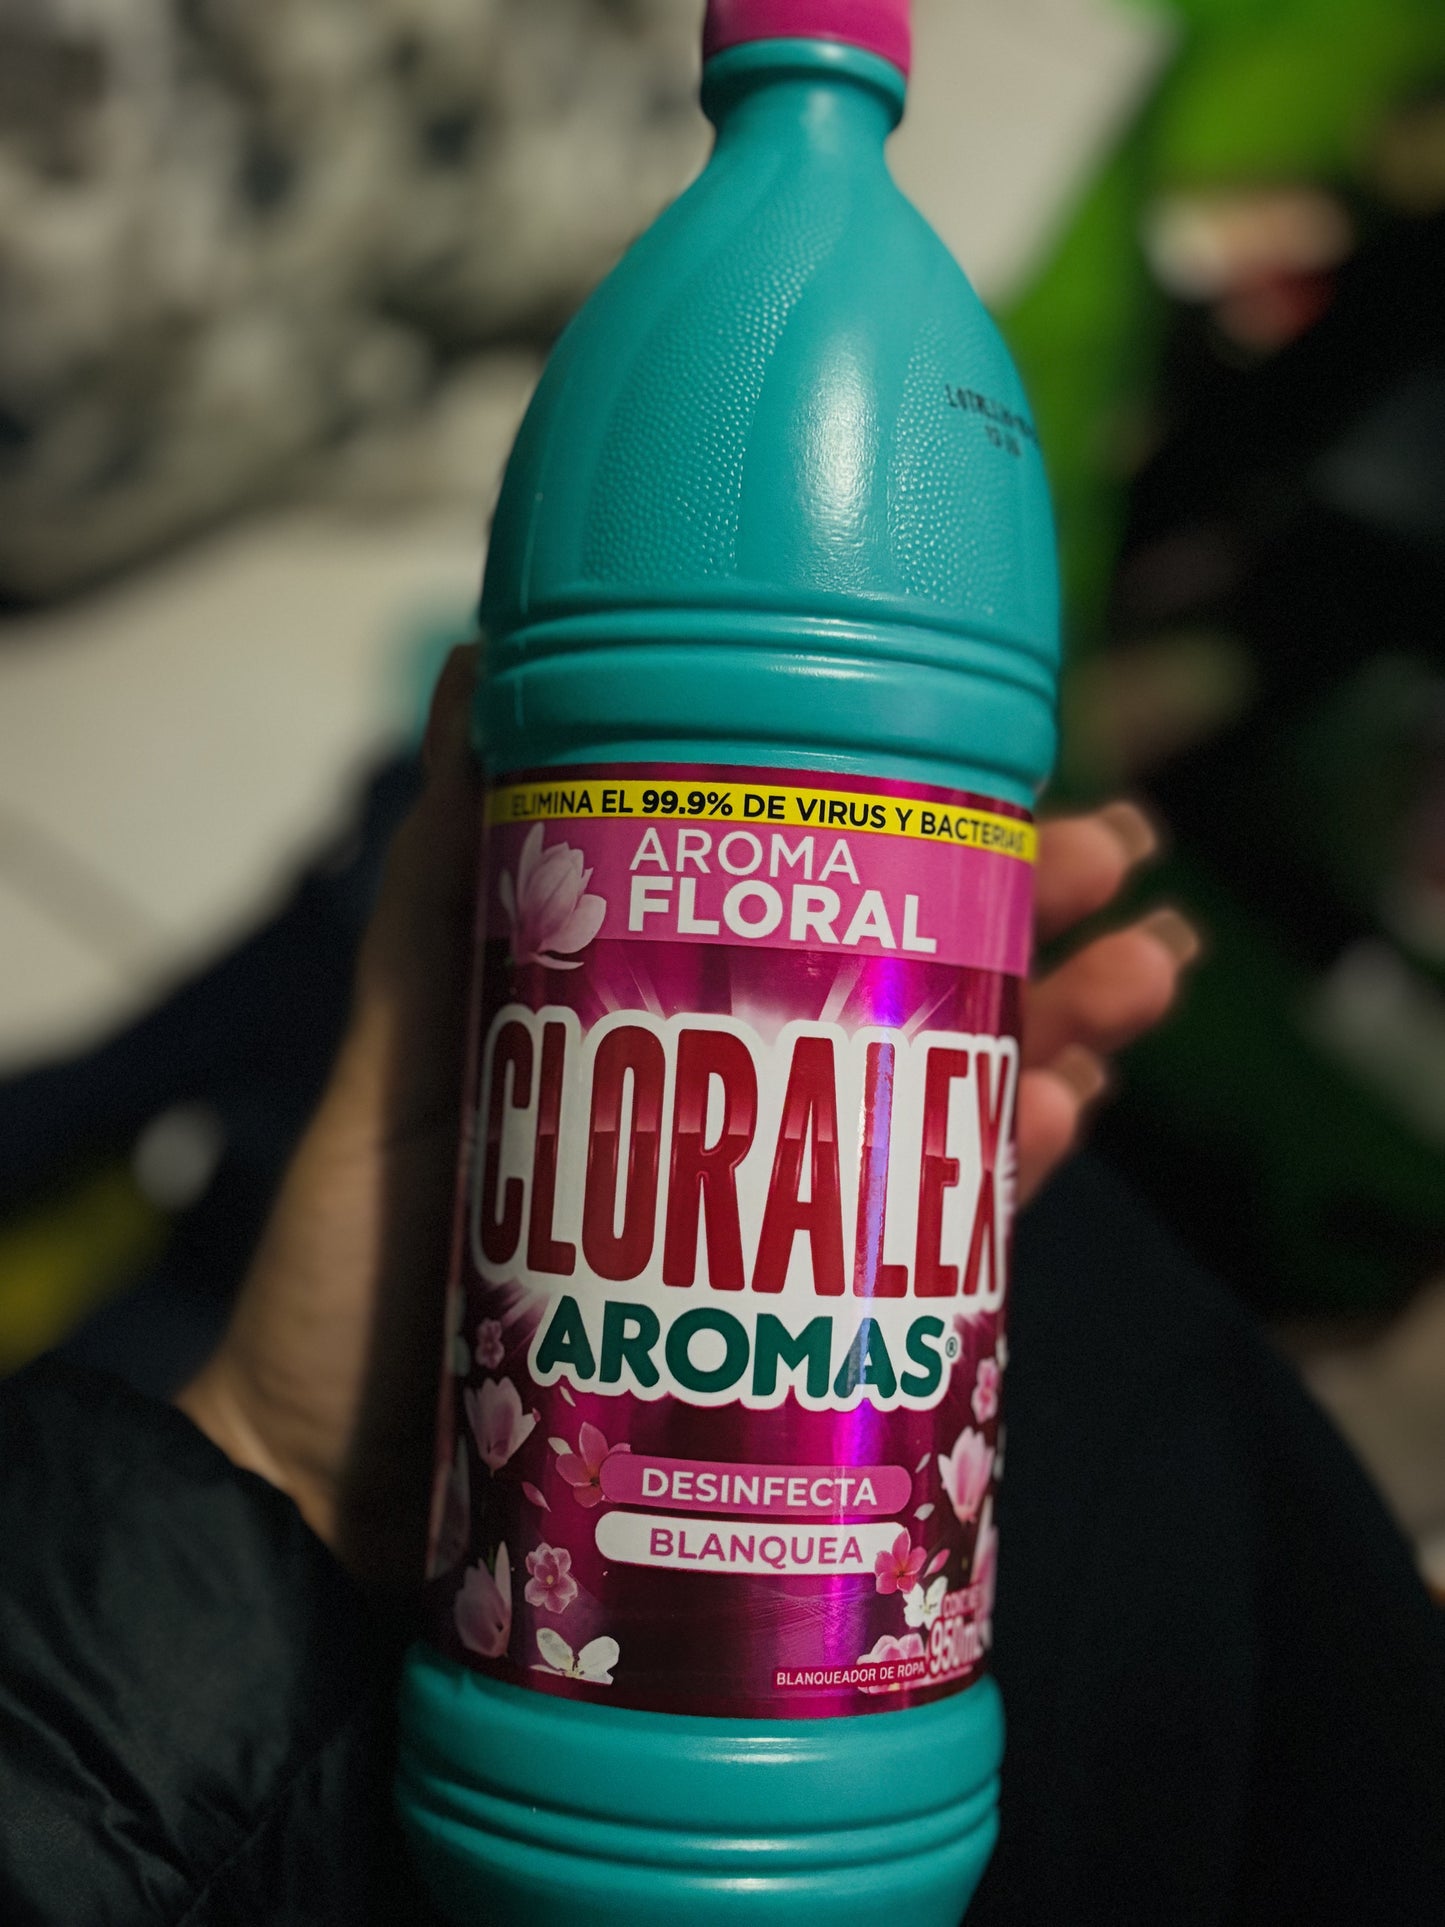 ELIMINA EL 99.9% DE VIRUS Y BACTERIAS
AROMA
FLORAL
CLORALEX
AROMAS®
DESINFECTA
BLANQUEA
BLANQUEADOR DE ROPA
950mL